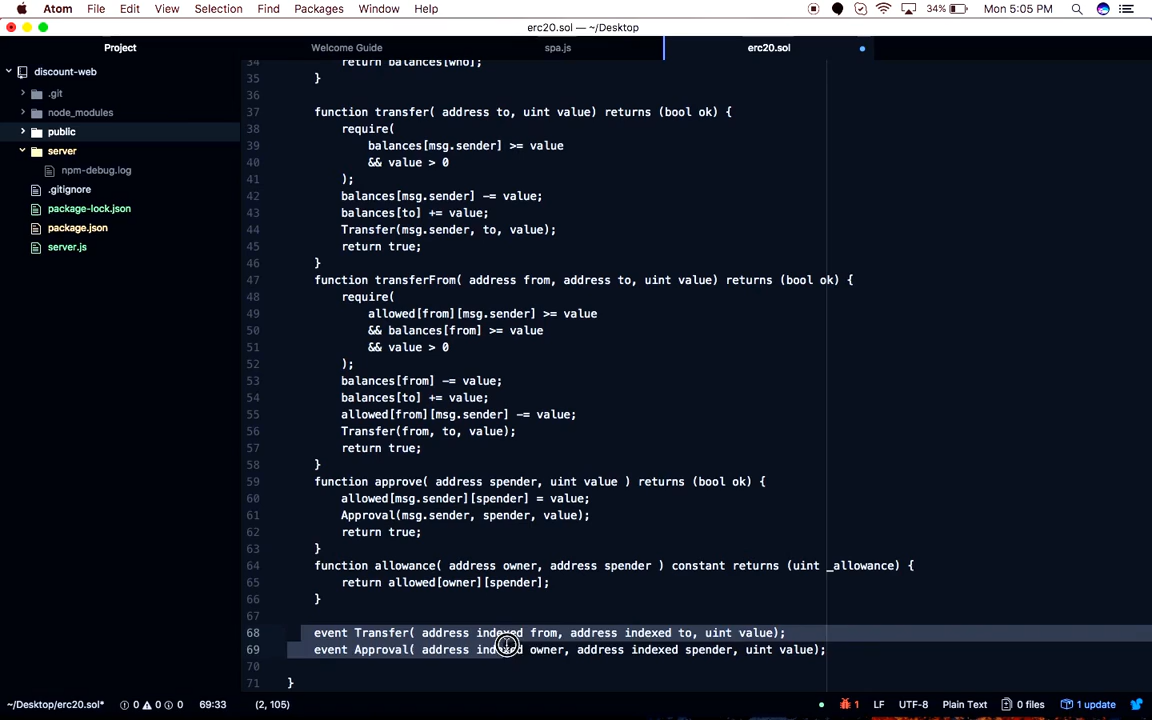 Atom File Edit View Selection Find Packages Window Help 34% Mon 5:05 PM
erc20.sol — ~/Desktop
Project Welcome Guide spa.js erc20.sol
discount-web
.git
node_modules
public
server
npm-debug.log
.gitignore
package-lock.json
package.json
server.js
34 return balances[who];
35 }
36
37 function transfer( address to, uint value) returns (bool ok) {
38 require(
39 balances[msg.sender] >= value
40 && value > 0
41 );
42 balances[msg.sender] -= value;
43 balances[to] += value;
44 Transfer(msg.sender, to, value);
45 return true;
46 }
47 function transferFrom( address from, address to, uint value) returns (bool ok) {
48 require(
49 allowed[from][msg.sender] >= value
50 && balances[from] >= value
51 && value > 0
52 );
53 balances[from] -= value;
54 balances[to] += value;
55 allowed[from][msg.sender] -= value;
56 Transfer(from, to, value);
57 return true;
58 }
59 function approve( address spender, uint value ) returns (bool ok) {
60 allowed[msg.sender][spender] = value;
61 Approval(msg.sender, spender, value);
62 return true;
63 }
64 function allowance( address owner, address spender ) constant returns (uint _allowance) {
65 return allowed[owner][spender];
66 }
67
68 event Transfer( address indexed from, address indexed to, uint value);
69 event Approval( address indexed owner, address indexed spender, uint value);
70
71 }
~/Desktop/erc20.sol* 0 0 0 69:33 (2, 105) 1 LF UTF-8 Plain Text 0 files 1 update